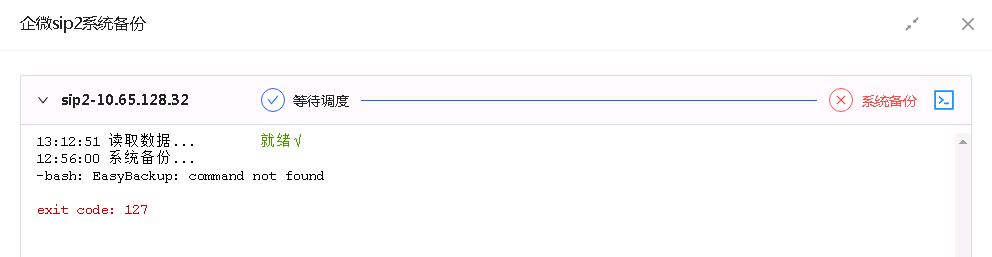 企微sip2系统备份
sip2-10.65.128.32 等待调度 系统备份
13:12:51 读取数据... 就绪√
12:56:00 系统备份...
-bash: EasyBackup: command not found
exit code: 127